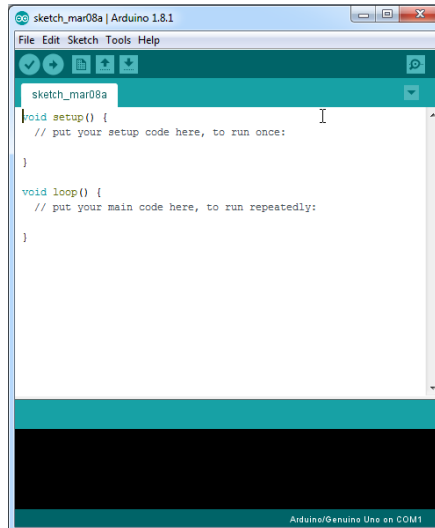 sketch_mar08a | Arduino 1.8.1
File Edit Sketch Tools Help
sketch_mar08a
void setup() {
  // put your setup code here, to run once:
}
void loop() {
  // put your main code here, to run repeatedly:
}
Arduino/Genuino Uno on COM1